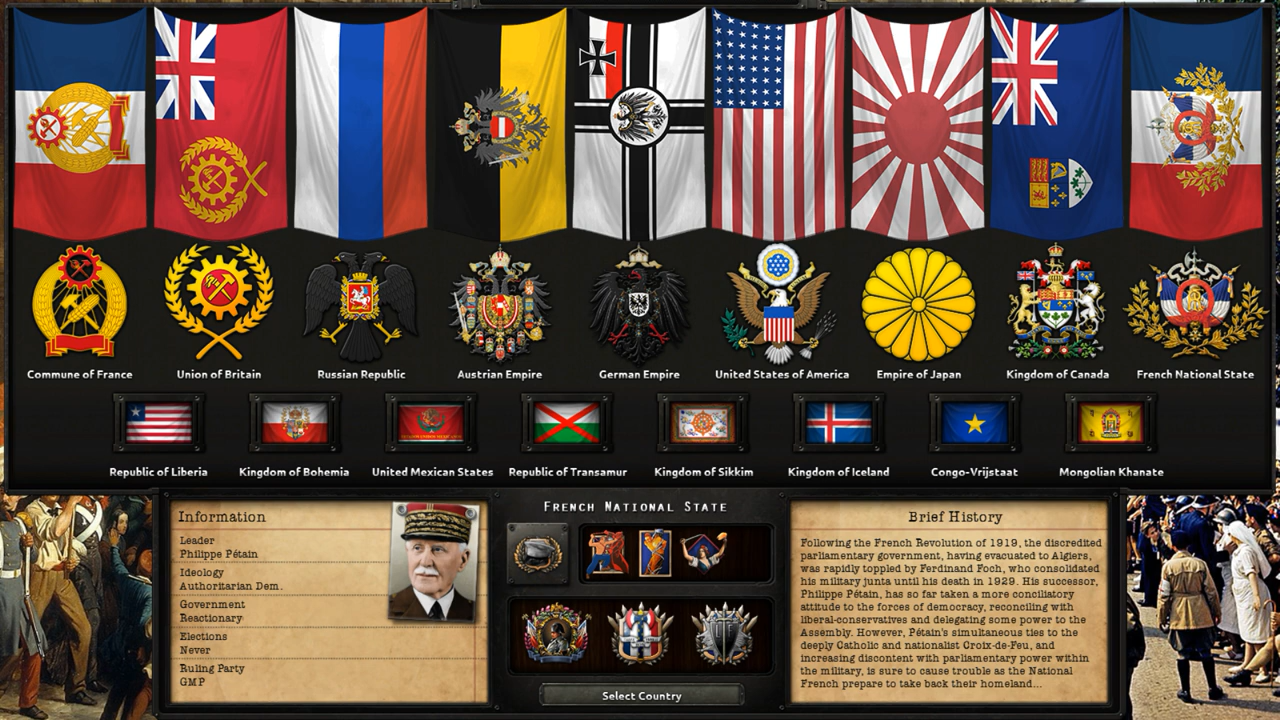 Commune of France
Union of Britain
Russian Republic
Austrian Empire
German Empire
United States of America
Empire of Japan
Kingdom of Canada
French National State
Republic of Liberia
Kingdom of Bohemia
United Mexican States
Republic of Transamur
Kingdom of Sikkim
Kingdom of Iceland
Congo-Vrijstaat
Mongolian Khanate
Information
Leader
Philippe Pétain
Ideology
Authoritarian Dem.
Government
Reactionary
Elections
Never
Ruling Party
GMP
French National State
Select Country
Brief History
Following the French Revolution of 1919, the discredited
parliamentary government, having evacuated to Algiers,
was rapidly toppled by Ferdinand Foch, who consolidated
his military junta until his death in 1929. His successor,
Philippe Pétain, has so far taken a more conciliatory
attitude to the forces of democracy, reconciling with
liberal-conservatives and delegating some power to the
Assembly. However, Pétain's simultaneous ties to the
deeply Catholic and nationalist Croix-de-Feu, and
increasing discontent with parliamentary power within
the military, is sure to cause trouble as the National
French prepare to take back their homeland...